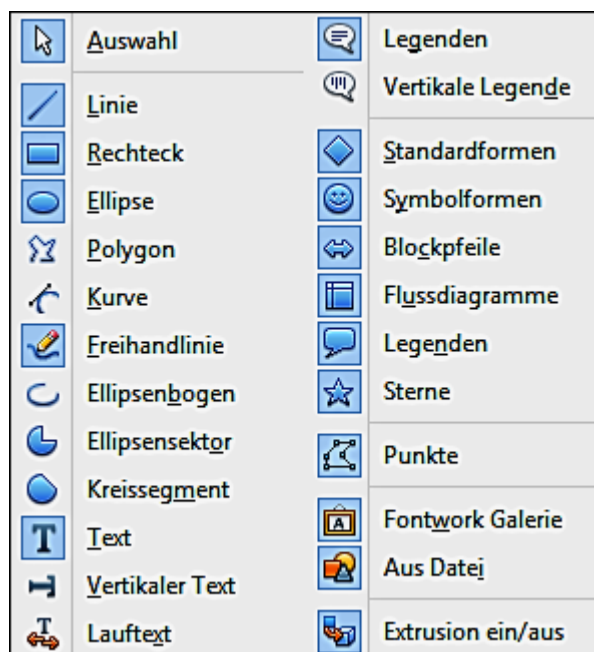 Auswahl
Linie
Rechteck
Ellipse
Polygon
Kurve
Freihandlinie
Ellipsenbogen
Ellipsensektor
Kreissegment
Text
Vertikaler Text
Lauftext
Legenden
Vertikale Legende
Standardformen
Symbolformen
Blockpfeile
Flussdiagramme
Legenden
Sterne
Punkte
Fontwork Galerie
Aus Datei
Extrusion ein/aus